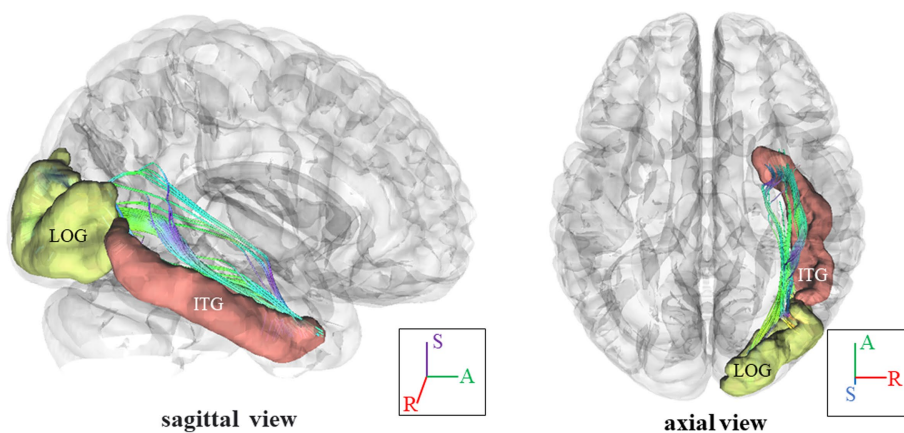 LOG
ITG
S
A
R
sagittal view
ITG
LOG
A
R
S
axial view